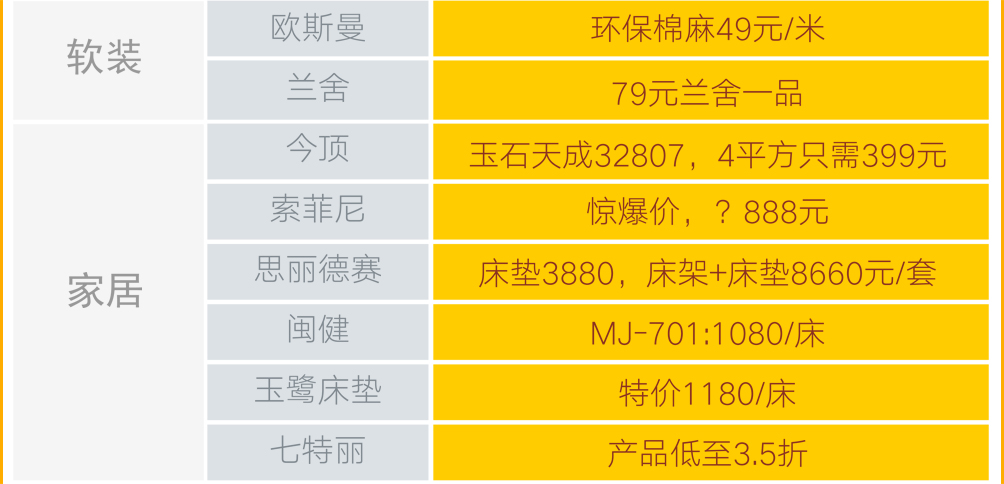 软装
欧斯曼 环保棉麻49元/米
兰舍 79元兰舍一品
家居
今顶 玉石天成32807，4平方只需399元
索菲尼 惊爆价，？888元
思丽德赛 床垫3880，床架+床垫8660元/套
闽健 MJ-701:1080/床
玉鹭床垫 特价1180/床
七特丽 产品低至3.5折